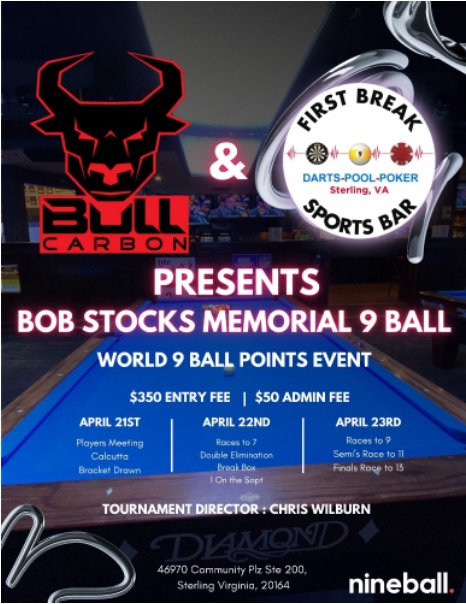 BULL
CARBON
&
FIRST BREAK
9
DARTS-POOL-POKER
Sterling, VA
SPORTS BAR
PRESENTS
BOB STOCKS MEMORIAL 9 BALL
WORLD 9 BALL POINTS EVENT
$350 ENTRY FEE | $50 ADMIN FEE
APRIL 21ST
Players Meeting
Calcutta
Bracket Drawn
APRIL 22ND
Races to 7
Double Elimination
Break Box
1 On the Sopt
APRIL 23RD
Races to 9
Semi's Race to 11
Finals Race to 13
TOURNAMENT DIRECTOR : CHRIS WILBURN
DIAMOND
46970 Community Plz Ste 200,
Sterling Virginia, 20164
nineball.